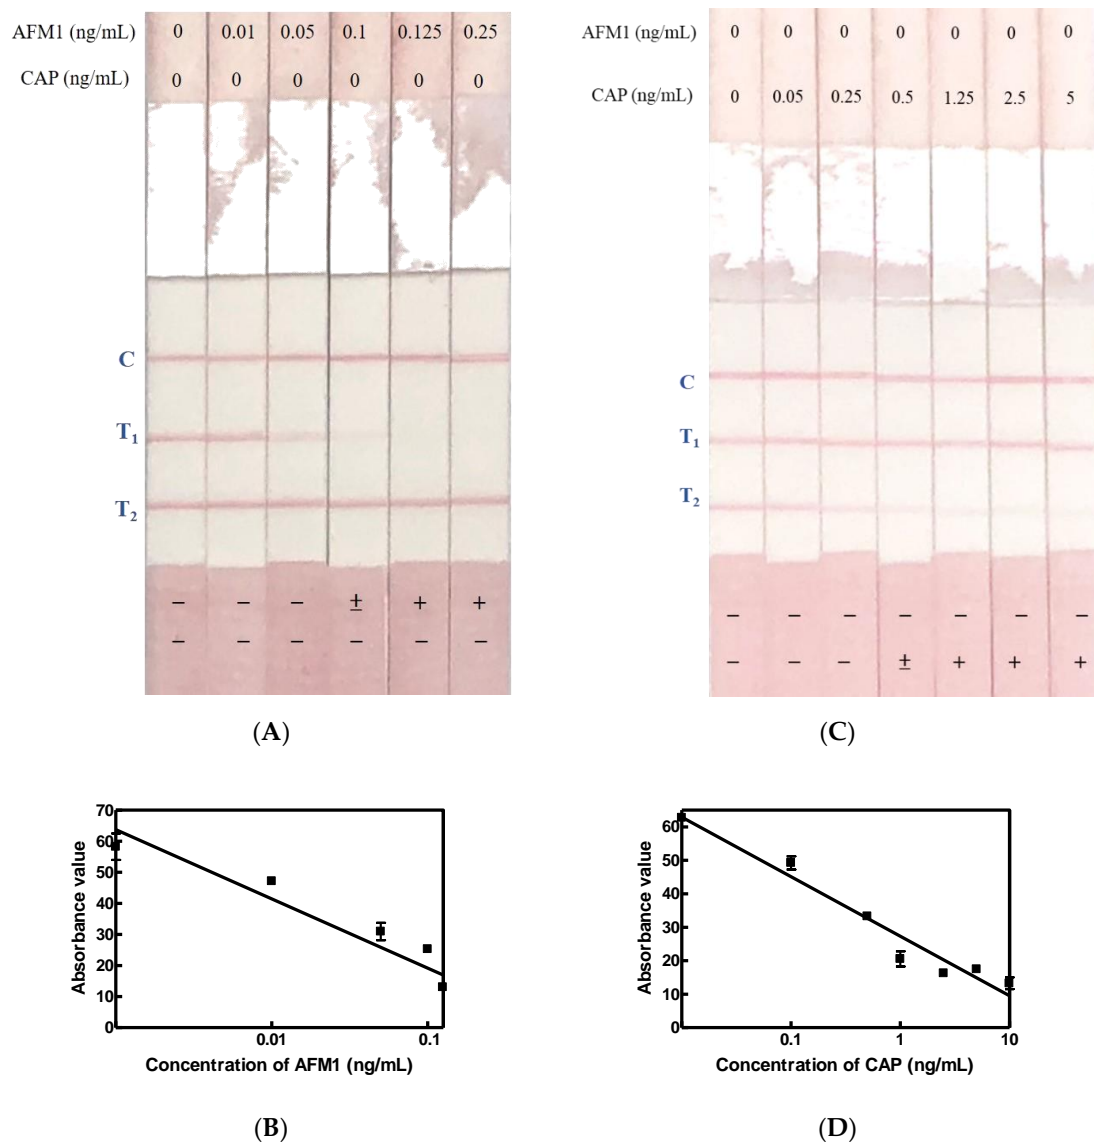 AFM1 (ng/mL) 0 0.01 0.05 0.1 0.125 0.25
CAP (ng/mL) 0 0 0 0 0 0
C
T1
T2
− − − ± + +
− − − − − −
(A)
AFM1 (ng/mL) 0 0 0 0 0 0 0
CAP (ng/mL) 0 0.05 0.25 0.5 1.25 2.5 5
C
T1
T2
− − − − − − −
− − − ± + + +
(C)
70
60
50
40
30
20
10
0
Absorbance value
0.01 0.1
Concentration of AFM1 (ng/mL)
(B)
60
50
40
30
20
10
0
Absorbance value
0.1 1 10
Concentration of CAP (ng/mL)
(D)